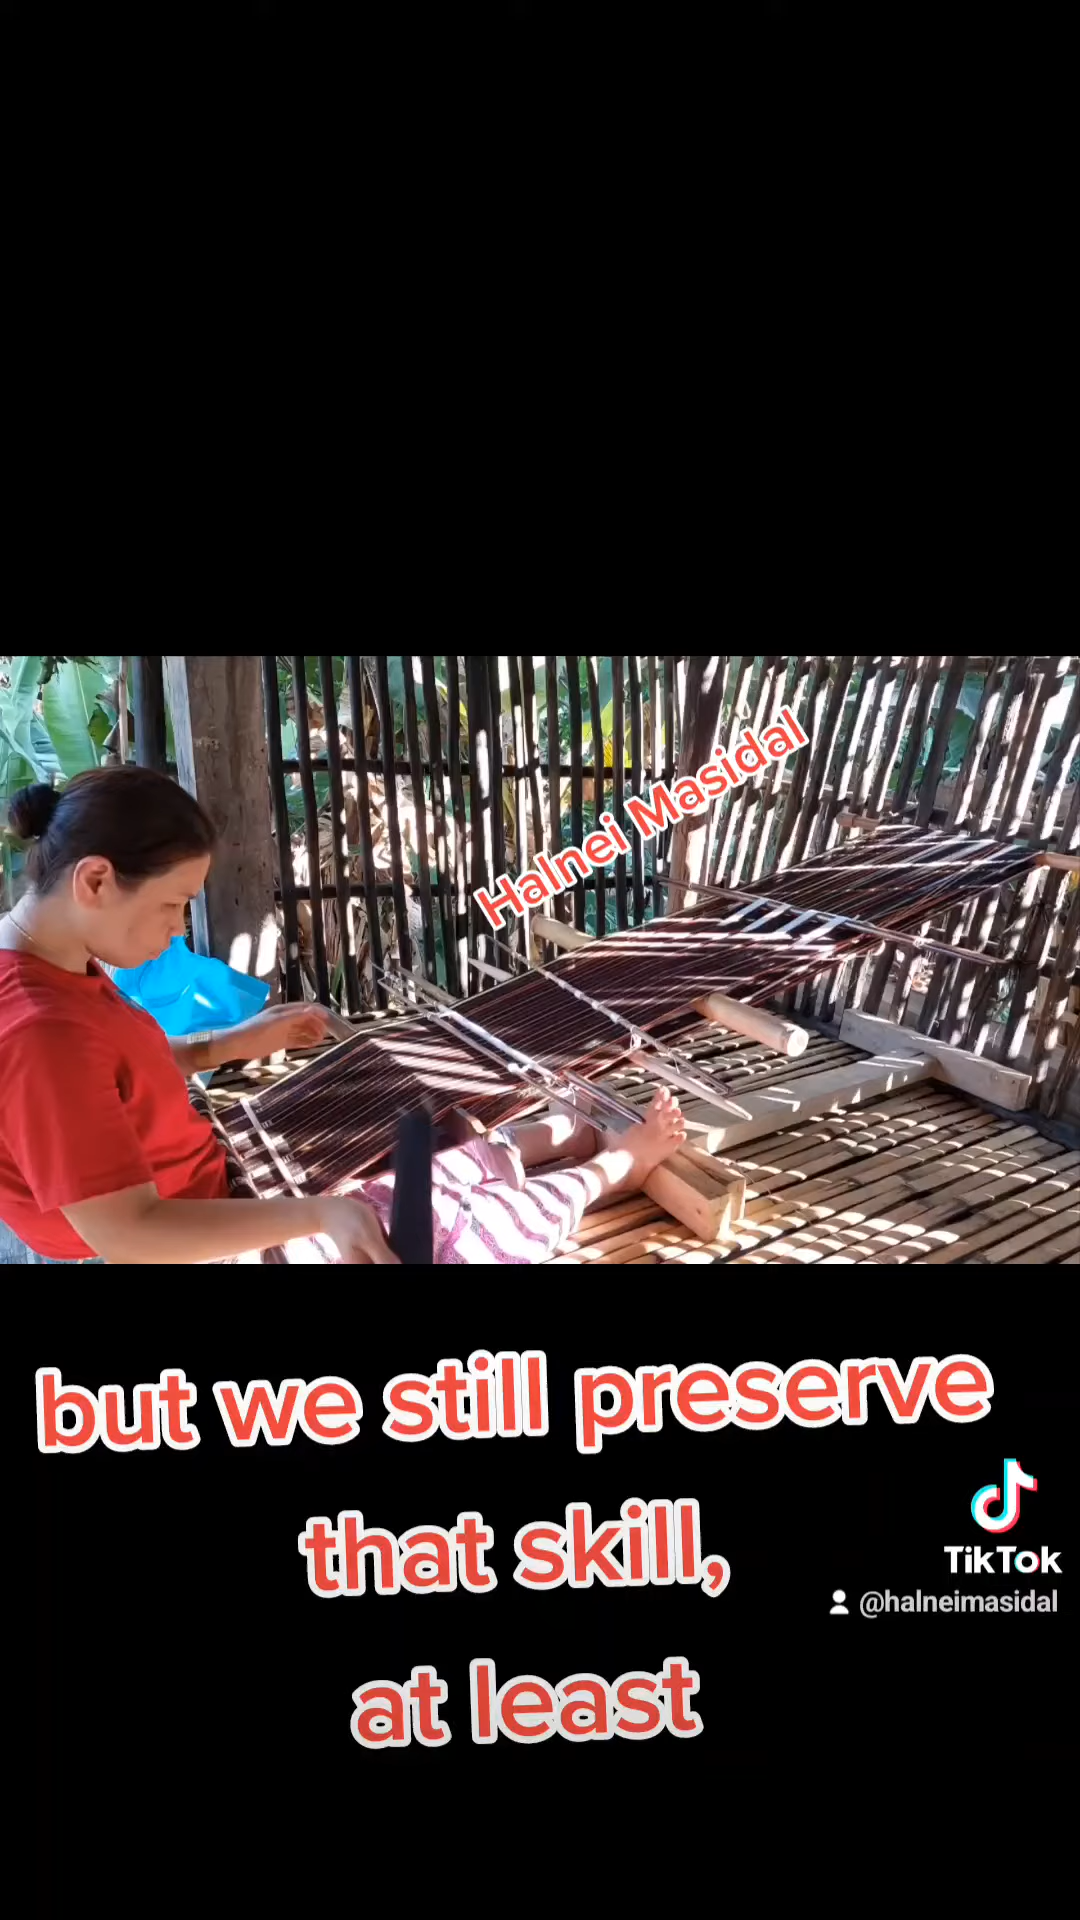 Halnei Masidal
but we still preserve
that skill,
at least
TikTok
@halneimasidal